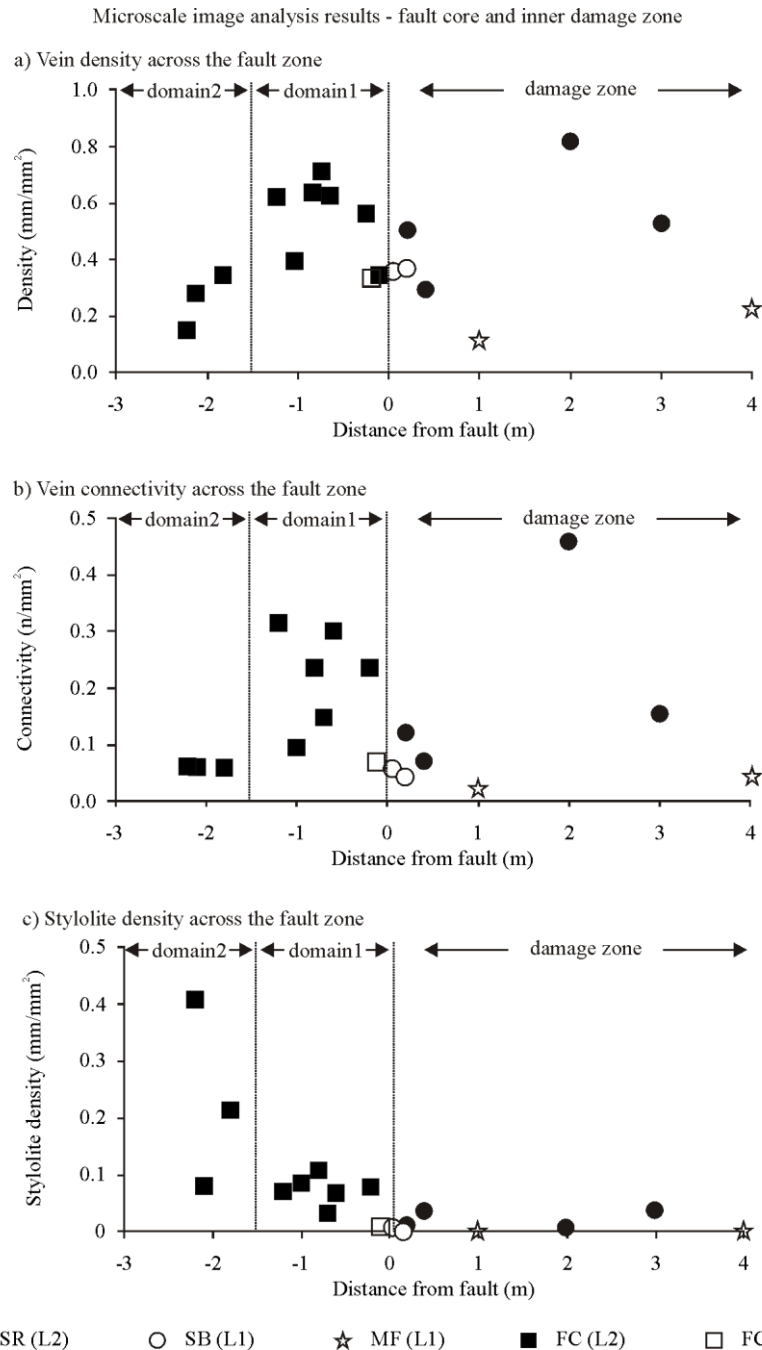 Microscale image analysis results - fault core and inner damage zone
a) Vein density across the fault zone
domain2 domain1 damage zone
1.0
0.8
0.6
0.4
0.2
0.0
Density (mm/mm²)
-3 -2 -1 0 1 2 3 4
Distance from fault (m)
b) Vein connectivity across the fault zone
domain2 domain1 damage zone
0.5
0.4
0.3
0.2
0.1
0.0
Connectivity (n/mm²)
-3 -2 -1 0 1 2 3 4
Distance from fault (m)
c) Stylolite density across the fault zone
domain2 domain1 damage zone
0.5
0.4
0.3
0.2
0.1
0
Stylolite density (mm/mm²)
-3 -2 -1 0 1 2 3 4
Distance from fault (m)
SR (L2) SB (L1) MF (L1) FC (L2) FC